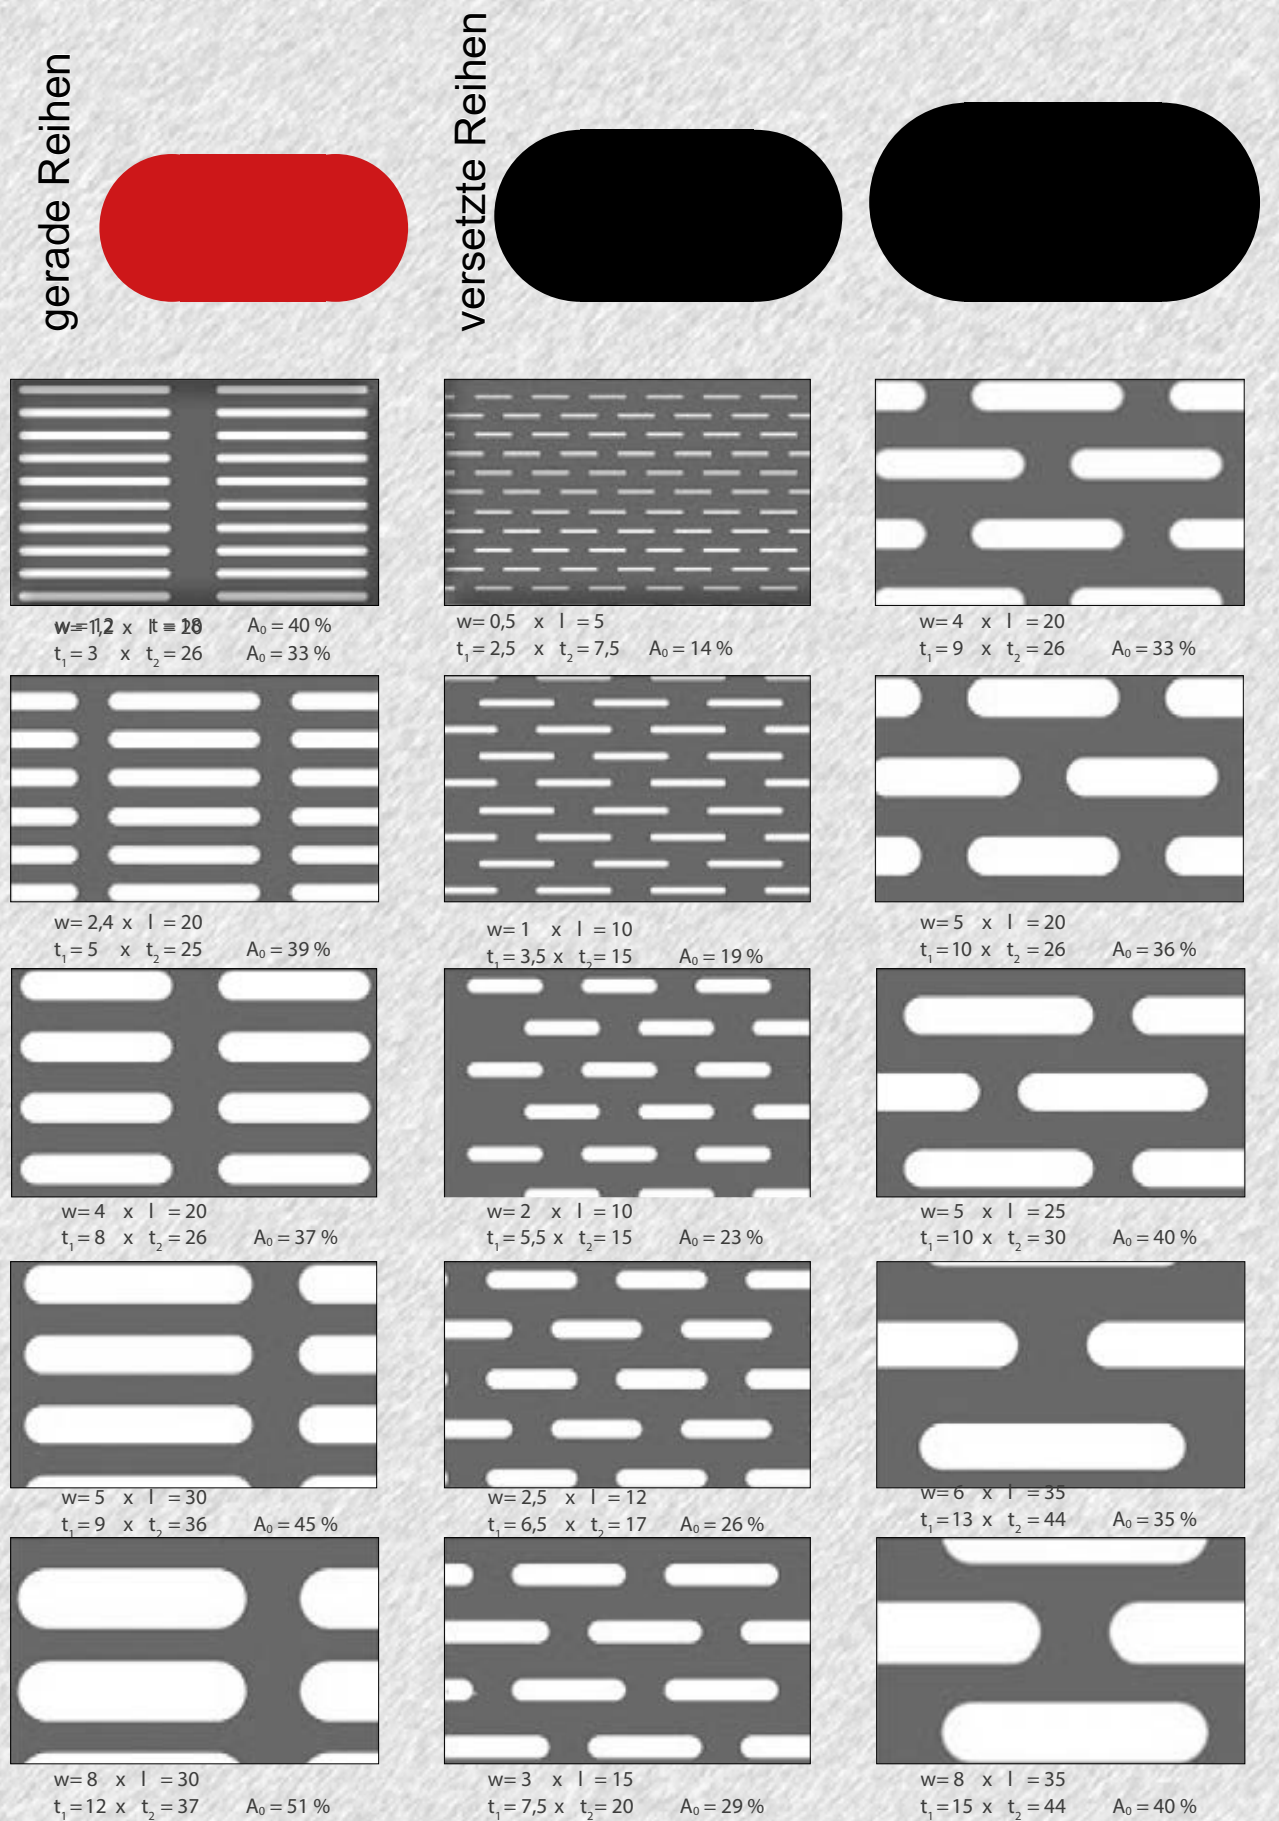 gerade Reihen
versetzte Reihen
A₀ = 40 %
t₁= 3 x t₂= 26 A₀ = 33 %
w= 2,4 x l = 20
t₁= 5 x t₂= 25 A₀ = 39 %
w= 4 x l = 20
t₁= 8 x t₂= 26 A₀ = 37 %
w= 5 x l = 30
t₁= 9 x t₂= 36 A₀ = 45 %
w= 8 x l = 30
t₁= 12 x t₂= 37 A₀ = 51 %
w= 0,5 x l = 5
t₁= 2,5 x t₂= 7,5 A₀ = 14 %
w= 1 x l = 10
t₁= 3,5 x t₂= 15 A₀ = 19 %
w= 2 x l = 10
t₁= 5,5 x t₂= 15 A₀ = 23 %
w= 2,5 x l = 12
t₁= 6,5 x t₂= 17 A₀ = 26 %
w= 3 x l = 15
t₁= 7,5 x t₂= 20 A₀ = 29 %
w= 4 x l = 20
t₁= 9 x t₂ = 26 A₀ = 33 %
w= 5 x l = 20
t₁= 10 x t₂ = 26 A₀ = 36 %
w= 5 x l = 25
t₁= 10 x t₂ = 30 A₀ = 40 %
w= 6 x l = 35
t₁= 13 x t₂ = 44 A₀ = 35 %
w= 8 x l = 35
t₁= 15 x t₂ = 44 A₀ = 40 %